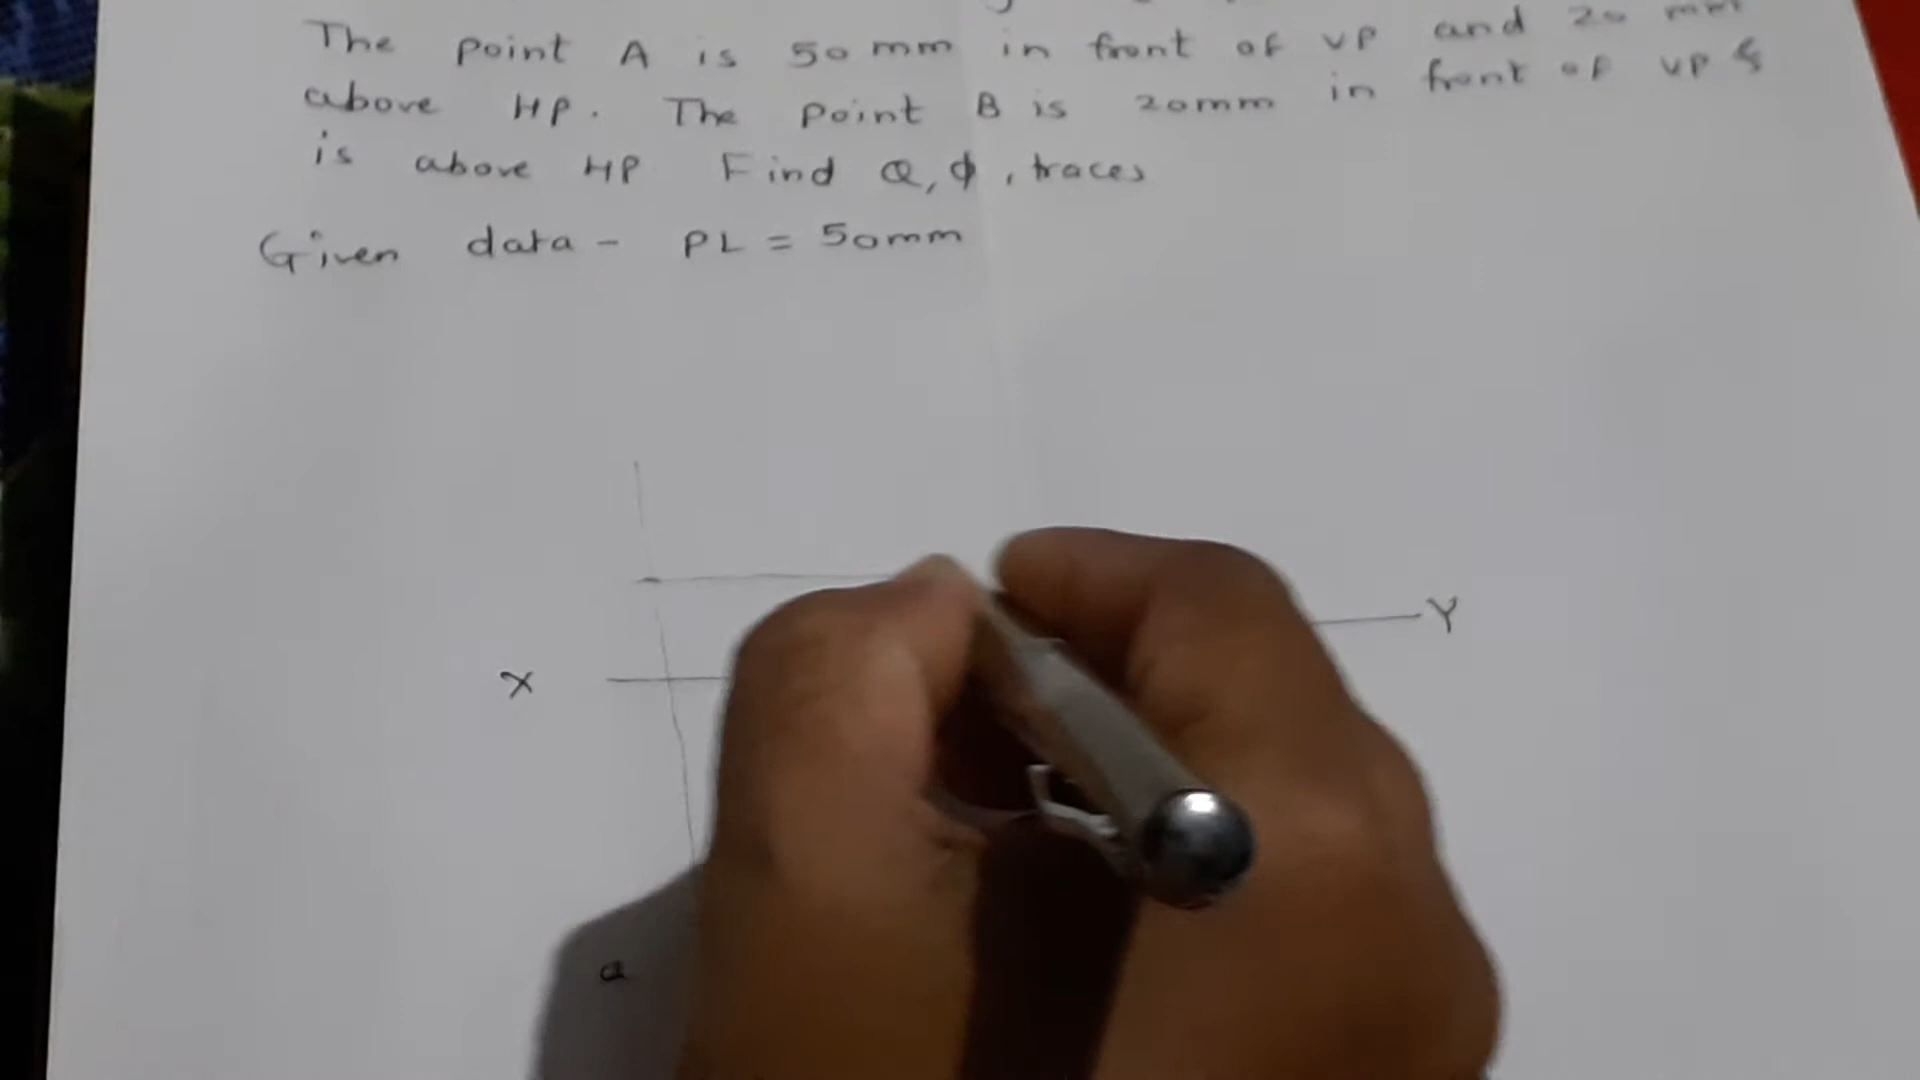 The point A is 50 mm in front of VP and 20 mm
above HP. The point B is 20mm in front of VP &
is above HP Find θ, ϕ, traces
Given data - PL = 50mm
X
Y
a